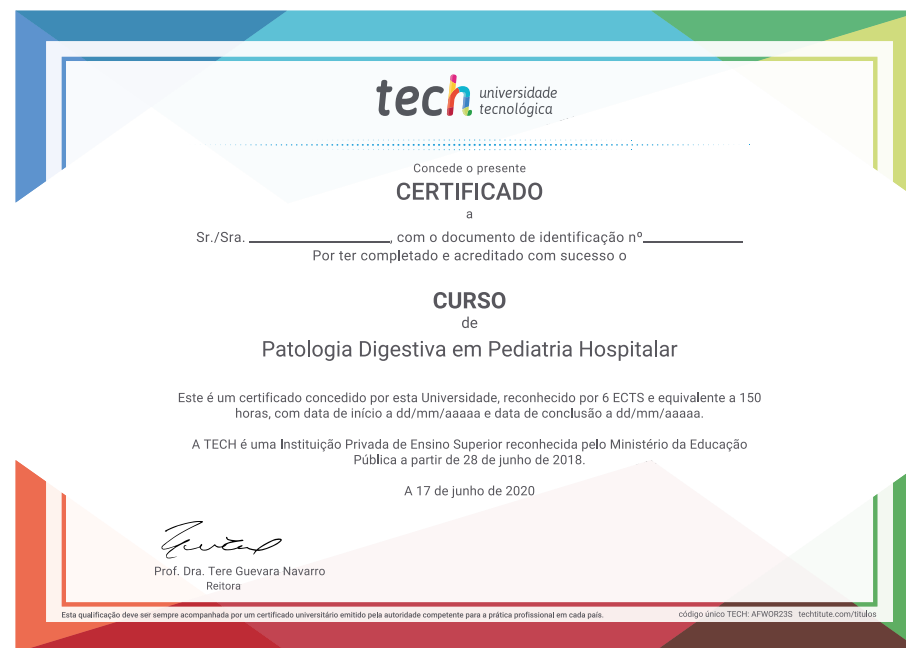 tech universidade
tecnológica
Concede o presente
CERTIFICADO
a
Sr./Sra. ____________________, com o documento de identificação nº______________
Por ter completado e acreditado com sucesso o
CURSO
de
Patologia Digestiva em Pediatria Hospitalar
Este é um certificado concedido por esta Universidade, reconhecido por 6 ECTS e equivalente a 150
horas, com data de início a dd/mm/aaaaa e data de conclusão a dd/mm/aaaaa.
A TECH é uma Instituição Privada de Ensino Superior reconhecida pelo Ministério da Educação
Pública a partir de 28 de junho de 2018.
A 17 de junho de 2020
Prof. Dra. Tere Guevara Navarro
Reitora
Esta qualificação deve ser sempre acompanhada por um certificado universitário emitido pela autoridade competente para a prática profissional em cada país.
código único TECH: AFWOR23S techtitute.com/titulos